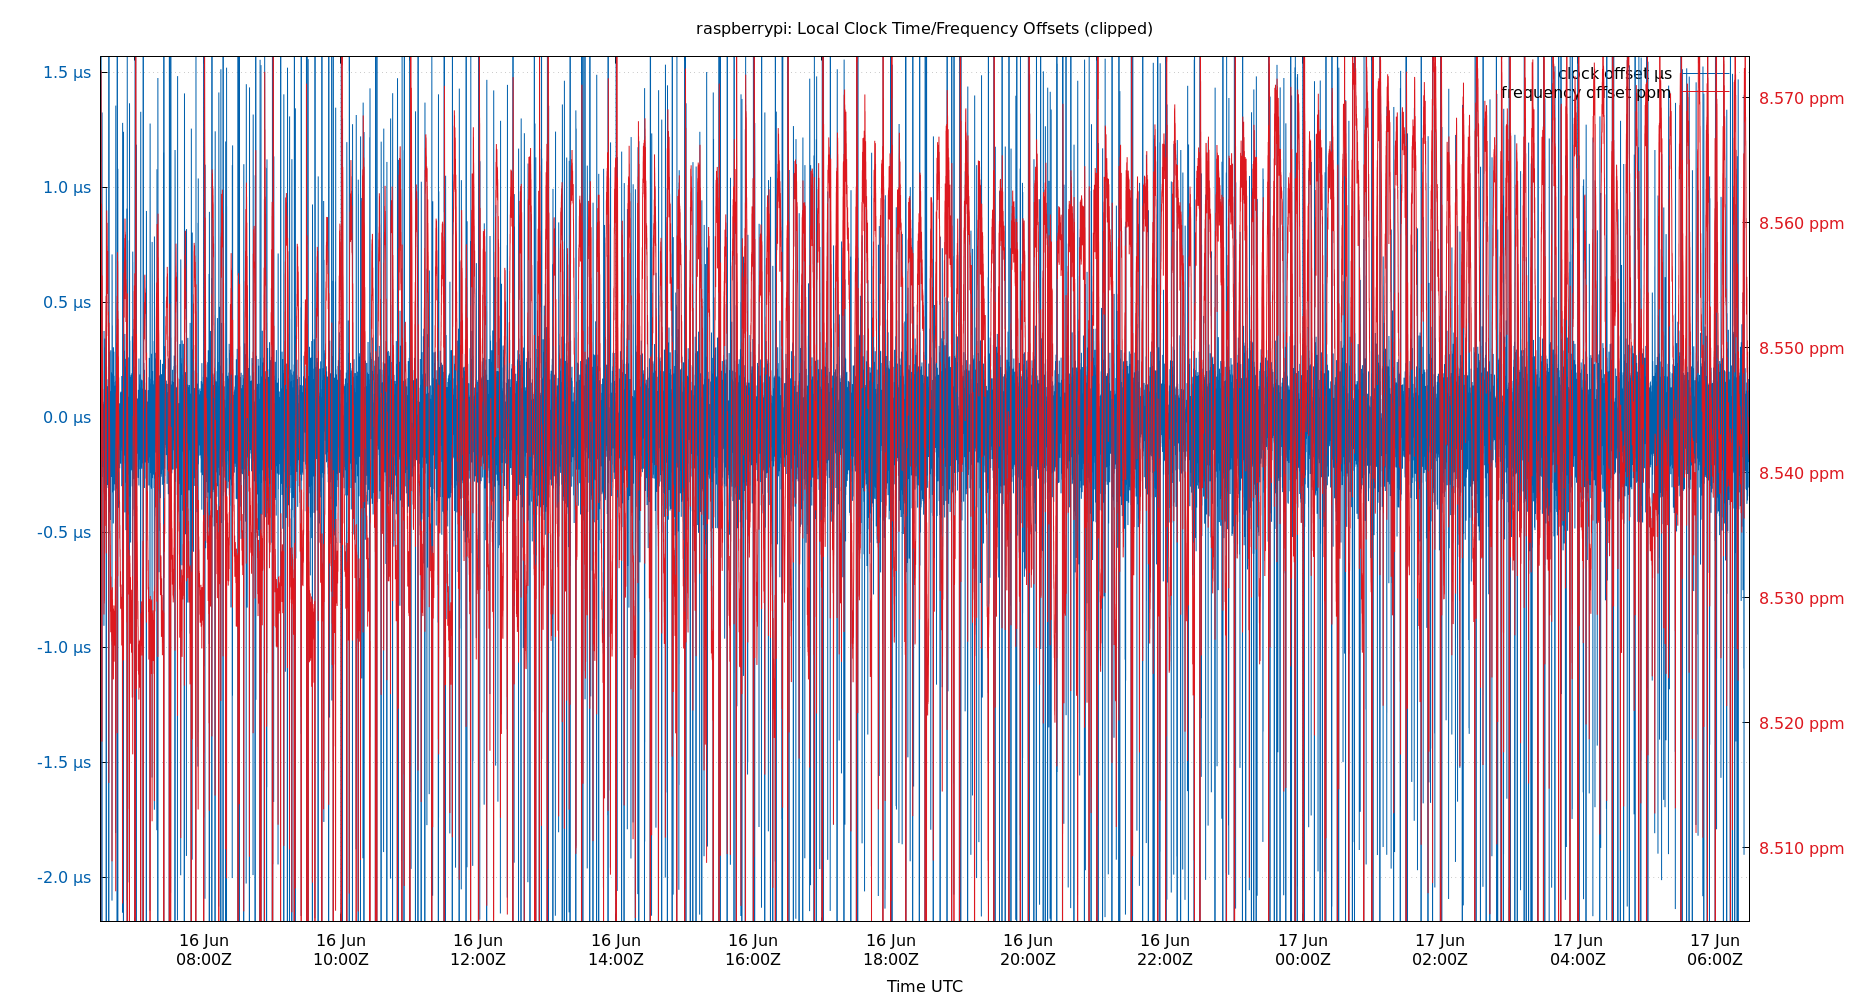 raspberrypi: Local Clock Time/Frequency Offsets (clipped)
clock offset µs
frequency offset ppm
1.5 µs
1.0 µs
0.5 µs
0.0 µs
-0.5 µs
-1.0 µs
-1.5 µs
-2.0 µs
8.570 ppm
8.560 ppm
8.550 ppm
8.540 ppm
8.530 ppm
8.520 ppm
8.510 ppm
16 Jun 16 Jun 16 Jun 16 Jun 16 Jun 16 Jun 16 Jun 16 Jun 17 Jun 17 Jun 17 Jun 17 Jun
08:00Z 10:00Z 12:00Z 14:00Z 16:00Z 18:00Z 20:00Z 22:00Z 00:00Z 02:00Z 04:00Z 06:00Z
Time UTC